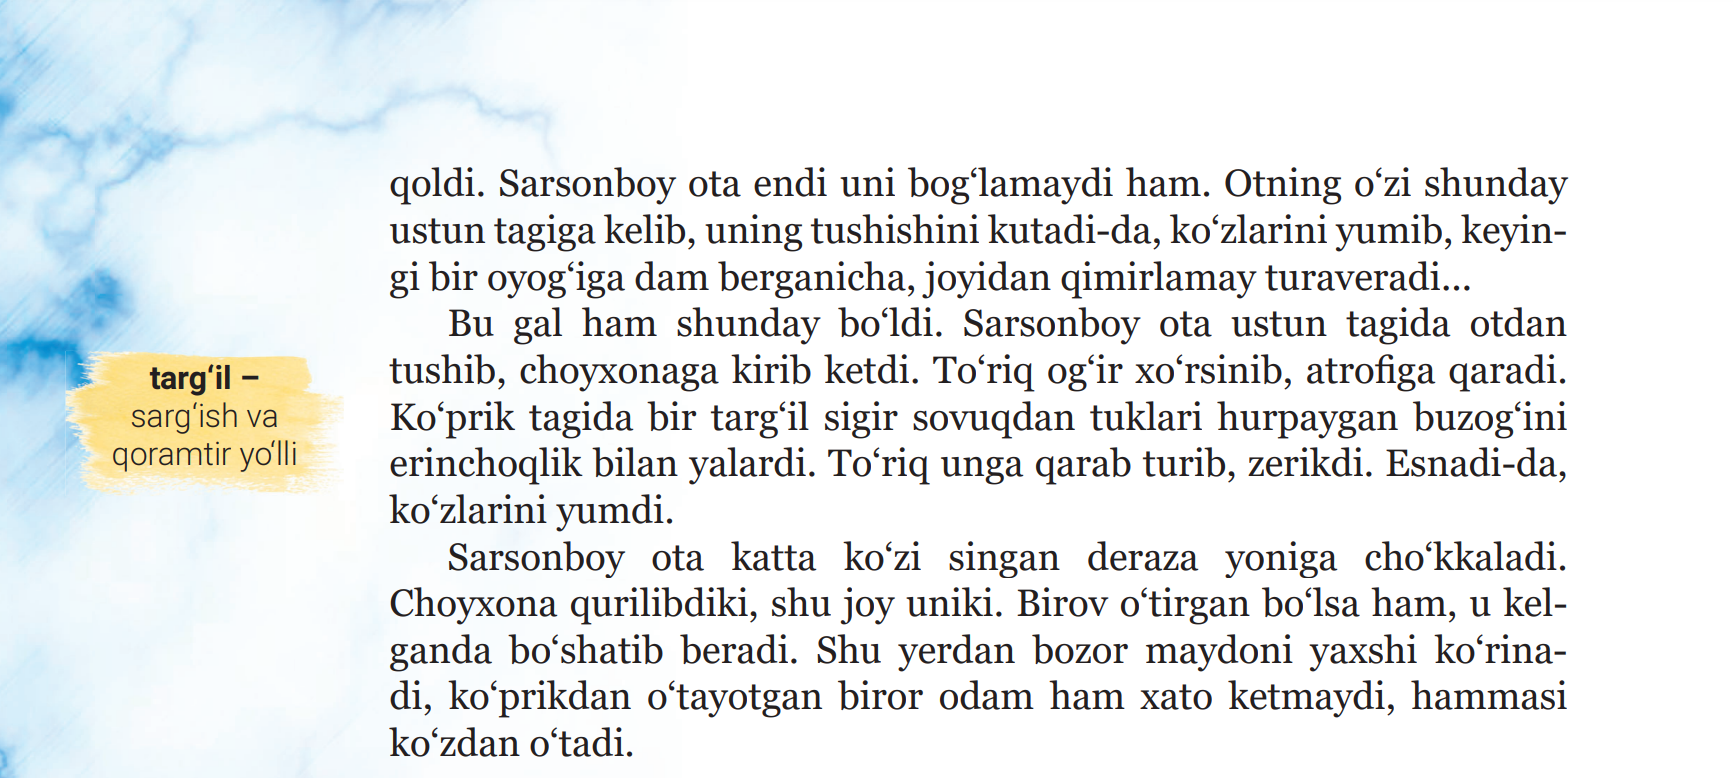 qoldi. Sarsonboy ota endi uni bog‘lamaydi ham. Otning o‘zi shunday
ustun tagiga kelib, uning tushishini kutadi-da, ko‘zlarini yumib, keyin-
gi bir oyog‘iga dam berganicha, joyidan qimirlamay turaveradi...
Bu gal ham shunday bo‘ldi. Sarsonboy ota ustun tagida otdan
tushib, choyxonaga kirib ketdi. To‘riq og‘ir xo‘rsinib, atrofiga qaradi.
Ko‘prik tagida bir targ‘il sigir sovuqdan tuklari hurpaygan buzog‘ini
erinchoqlik bilan yalardi. To‘riq unga qarab turib, zerikdi. Esnadi-da,
ko‘zlarini yumdi.
Sarsonboy ota katta ko‘zi singan deraza yoniga cho‘kkaladi.
Choyxona qurilibdiki, shu joy uniki. Birov o‘tirgan bo‘lsa ham, u kel-
ganda bo‘shatib beradi. Shu yerdan bozor maydoni yaxshi ko‘rina-
di, ko‘prikdan o‘tayotgan biror odam ham xato ketmaydi, hammasi
ko‘zdan o‘tadi.
targ‘il –
sarg‘ish va
qoramtir yo‘lli